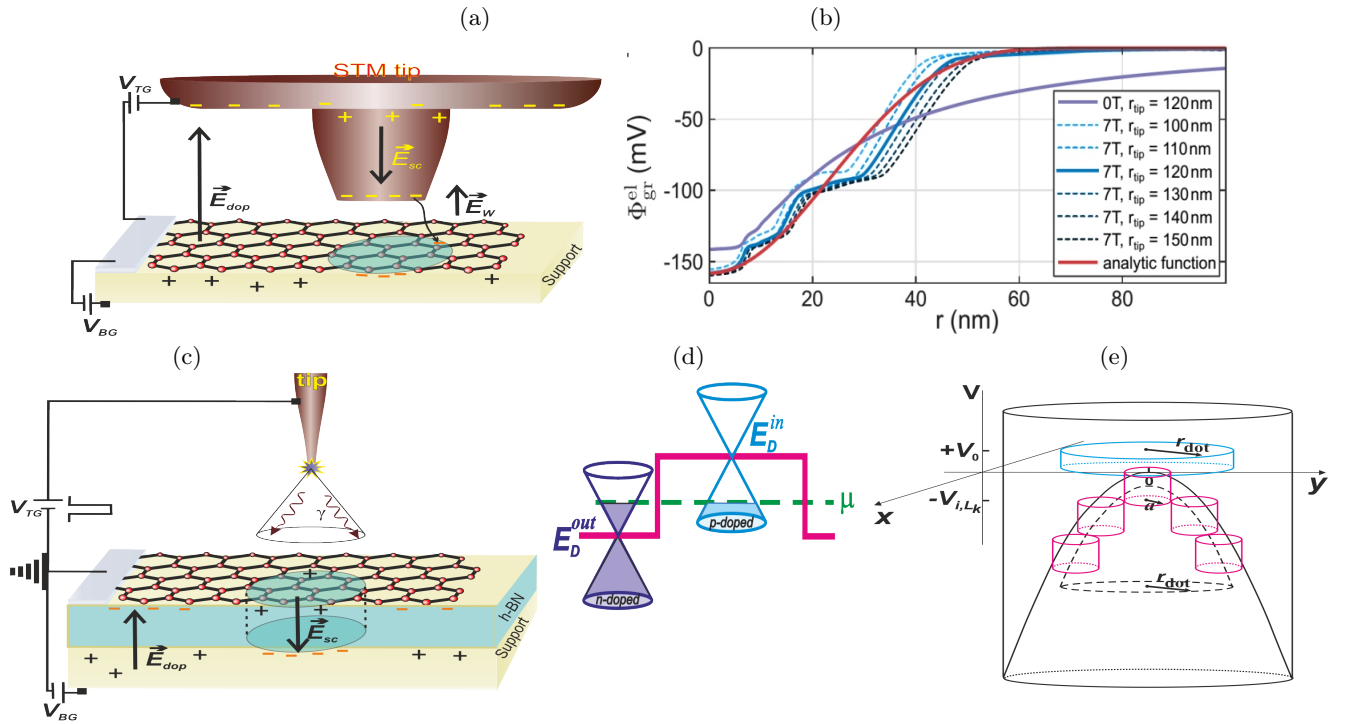 (a)
STM tip
V_TG
E_sc
E_dop
E_w
Support
V_BG
(b)
Φ_gr^el (mV)
0
-50
-100
-150
0T, r_tip = 120 nm
7T, r_tip = 100 nm
7T, r_tip = 110 nm
7T, r_tip = 120 nm
7T, r_tip = 130 nm
7T, r_tip = 140 nm
7T, r_tip = 150 nm
analytic function
0 20 40 60 80
r (nm)
(c)
tip
γ
V_TG
h-BN
Support
E_sc
E_dop
V_BG
(d)
E_D^in
μ
p-doped
E_D^out
n-doped
(e)
V
+V_0
r_dot
0
y
-V_i,L_k
a
x
r_dot